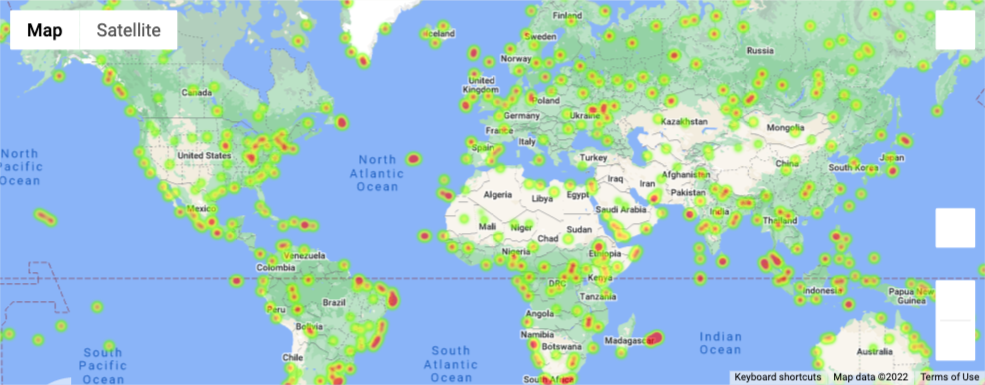 Map Satellite
Finland
Iceland
Sweden
Russia
Norway
Canada
United
Kingdom
Poland
Germany
Ukraine
France
Kazakhstan
Mongolia
North
Pacific
Ocean
United States
North
Atlantic
Ocean
Spain
Italy
Turkey
China
South Korea
Japan
Iraq
Iran
Afghanistan
Pakistan
Algeria
Libya
Egypt
Saudi Arabia
India
Mexico
Mali
Niger
Chad
Sudan
Thailand
Venezuela
Colombia
Nigeria
Ethiopia
Kenya
DRC
Tanzania
Indonesia
Papua New
Guinea
Brazil
Peru
Bolivia
Angola
Namibia
Botswana
Madagascar
Indian
Ocean
Chile
South
Pacific
Ocean
South
Atlantic
Ocean
South Africa
Australia
Keyboard shortcuts Map data ©2022 Terms of Use